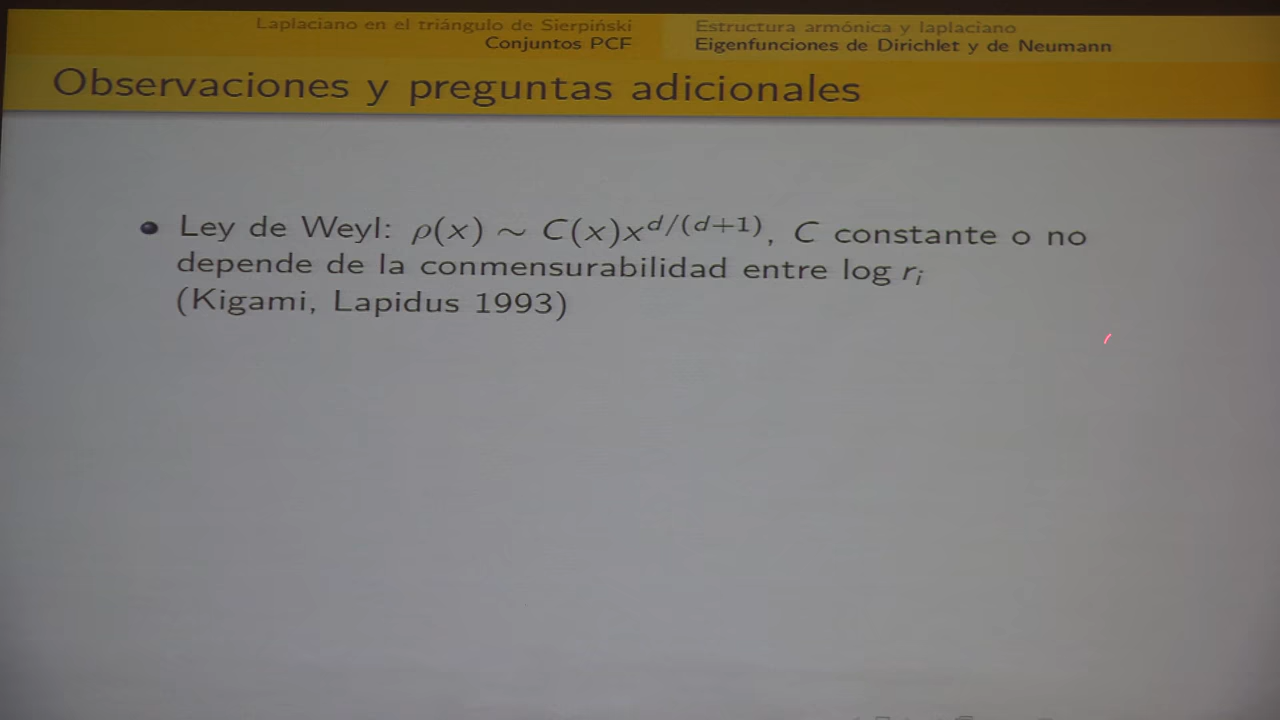 Laplaciano en el triángulo de Sierpiński
Conjuntos PCF
Estructura armónica y laplaciano
Eigenfunciones de Dirichlet y de Neumann
Observaciones y preguntas adicionales
Ley de Weyl: ρ(x) ∼ C(x)x^{d/(d+1)}, C constante o no
depende de la conmensurabilidad entre log r_i
(Kigami, Lapidus 1993)